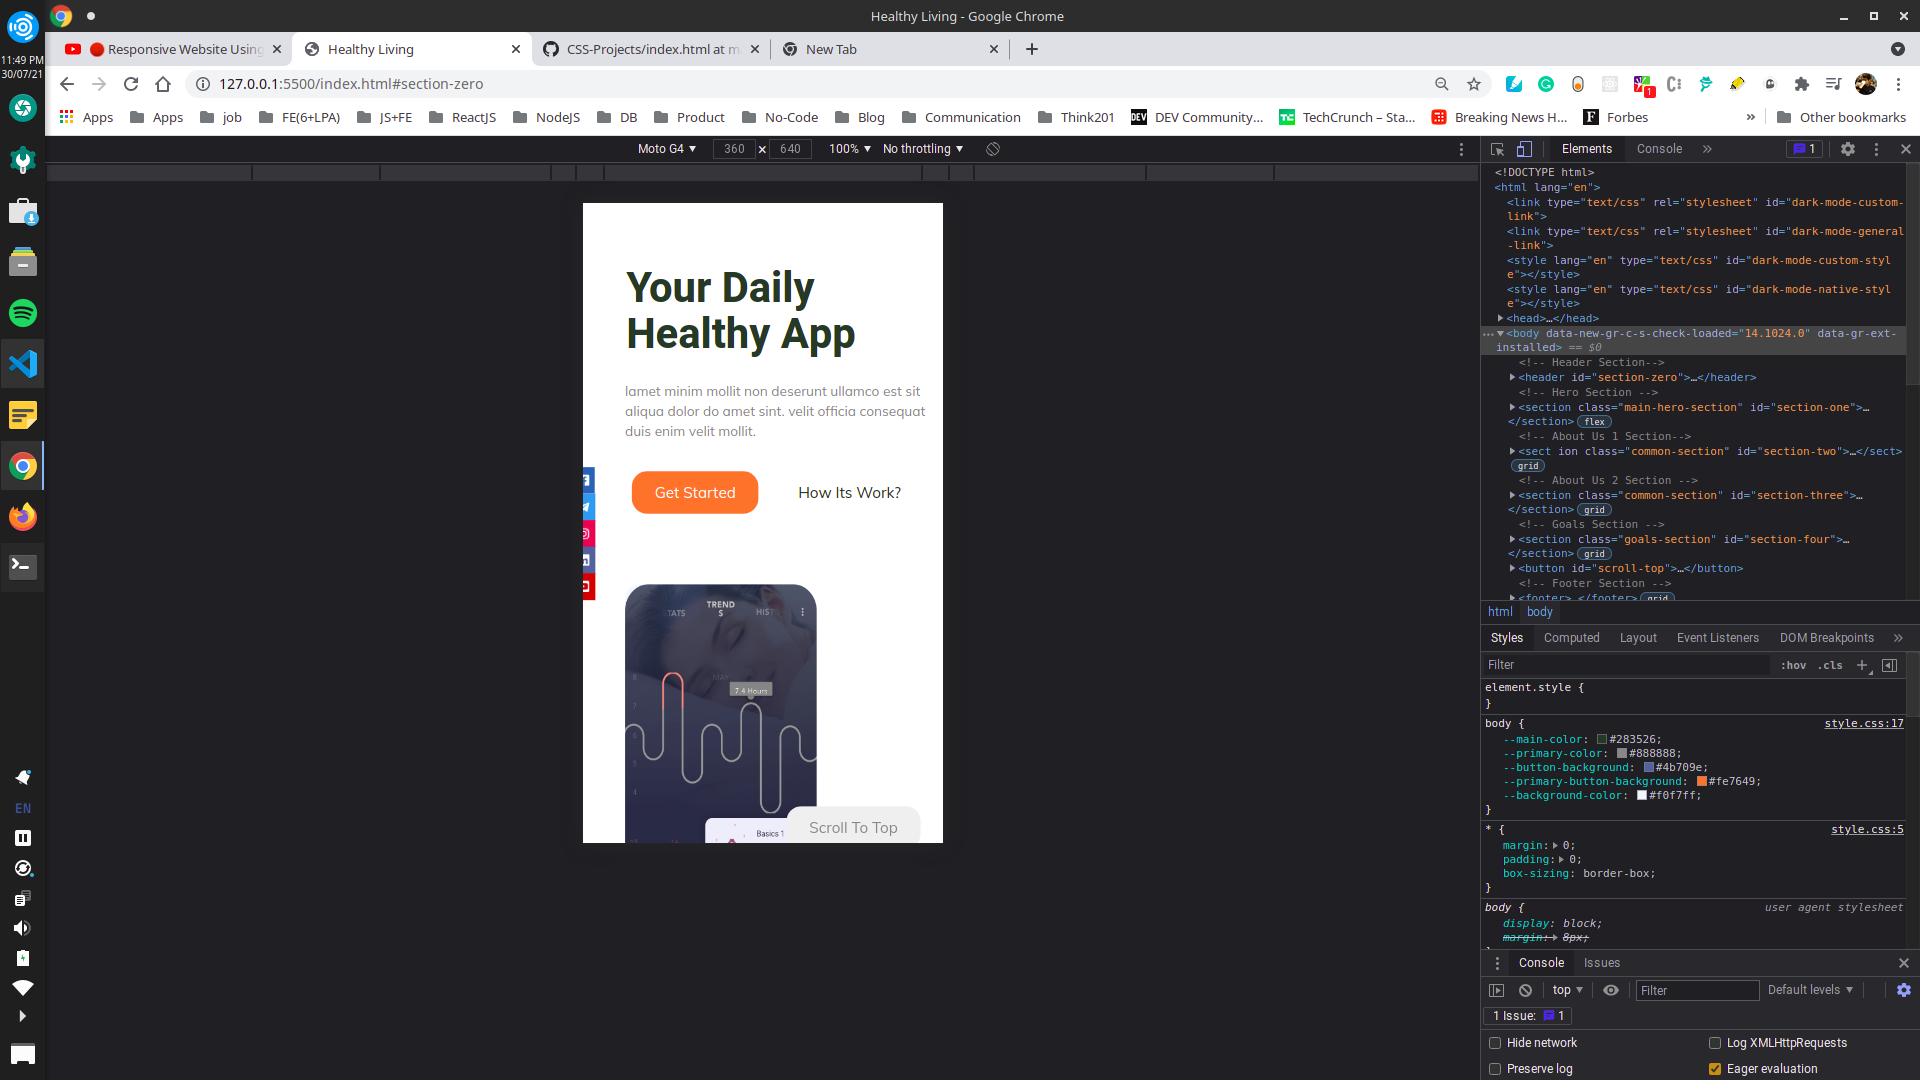 Healthy Living - Google Chrome
11:49 PM
30/07/21
Responsive Website Using
Healthy Living
CSS-Projects/index.html at m
New Tab
127.0.0.1:5500/index.html#section-zero
1
Apps
Apps
job
FE(6+LPA)
JS+FE
ReactJS
NodeJS
DB
Product
No-Code
Blog
Communication
Think201
DEV Community...
TechCrunch – Sta...
Breaking News H...
Forbes
»
Other bookmarks
Moto G4 ▼
360 × 640
100% ▼
No throttling ▼
Elements
Console
»
1
Your Daily
Healthy App
lamet minim mollit non deserunt ullamco est sit
aliqua dolor do amet sint. velit officia consequat
duis enim velit mollit.
Get Started
How Its Work?
TATS
TREND
S
HIST
MAY
7.4 Hours
8
7
6
5
4
Basics 1
Scroll To Top
EN
<!DOCTYPE html>
<html lang="en">
<link type="text/css" rel="stylesheet" id="dark-mode-custom-
link">
<link type="text/css" rel="stylesheet" id="dark-mode-general
-link">
<style lang="en" type="text/css" id="dark-mode-custom-styl
e"></style>
<style lang="en" type="text/css" id="dark-mode-native-styl
e"></style>
<head>…</head>
<body data-new-gr-c-s-check-loaded="14.1024.0" data-gr-ext-
installed> == $0
<!-- Header Section-->
<header id="section-zero">…</header>
<!-- Hero Section -->
<section class="main-hero-section" id="section-one">…
</section> flex
<!-- About Us 1 Section-->
<sect ion class="common-section" id="section-two">…</sect>
grid
<!-- About Us 2 Section -->
<section class="common-section" id="section-three">…
</section> grid
<!-- Goals Section -->
<section class="goals-section" id="section-four">…
</section> grid
<button id="scroll-top">…</button>
<!-- Footer Section -->
<footer> </footer> grid
html body
Styles
Computed
Layout
Event Listeners
DOM Breakpoints
»
Filter
:hov .cls +
element.style {
}
body {
style.css:17
--main-color: #283526;
--primary-color: #888888;
--button-background: #4b709e;
--primary-button-background: #fe7649;
--background-color: #f0f7ff;
}
* {
style.css:5
margin: 0;
padding: 0;
box-sizing: border-box;
}
body {
user agent stylesheet
display: block;
margin: 8px;
Console
Issues
top ▼
Filter
Default levels ▼
1 Issue: 1
Hide network
Log XMLHttpRequests
Preserve log
Eager evaluation